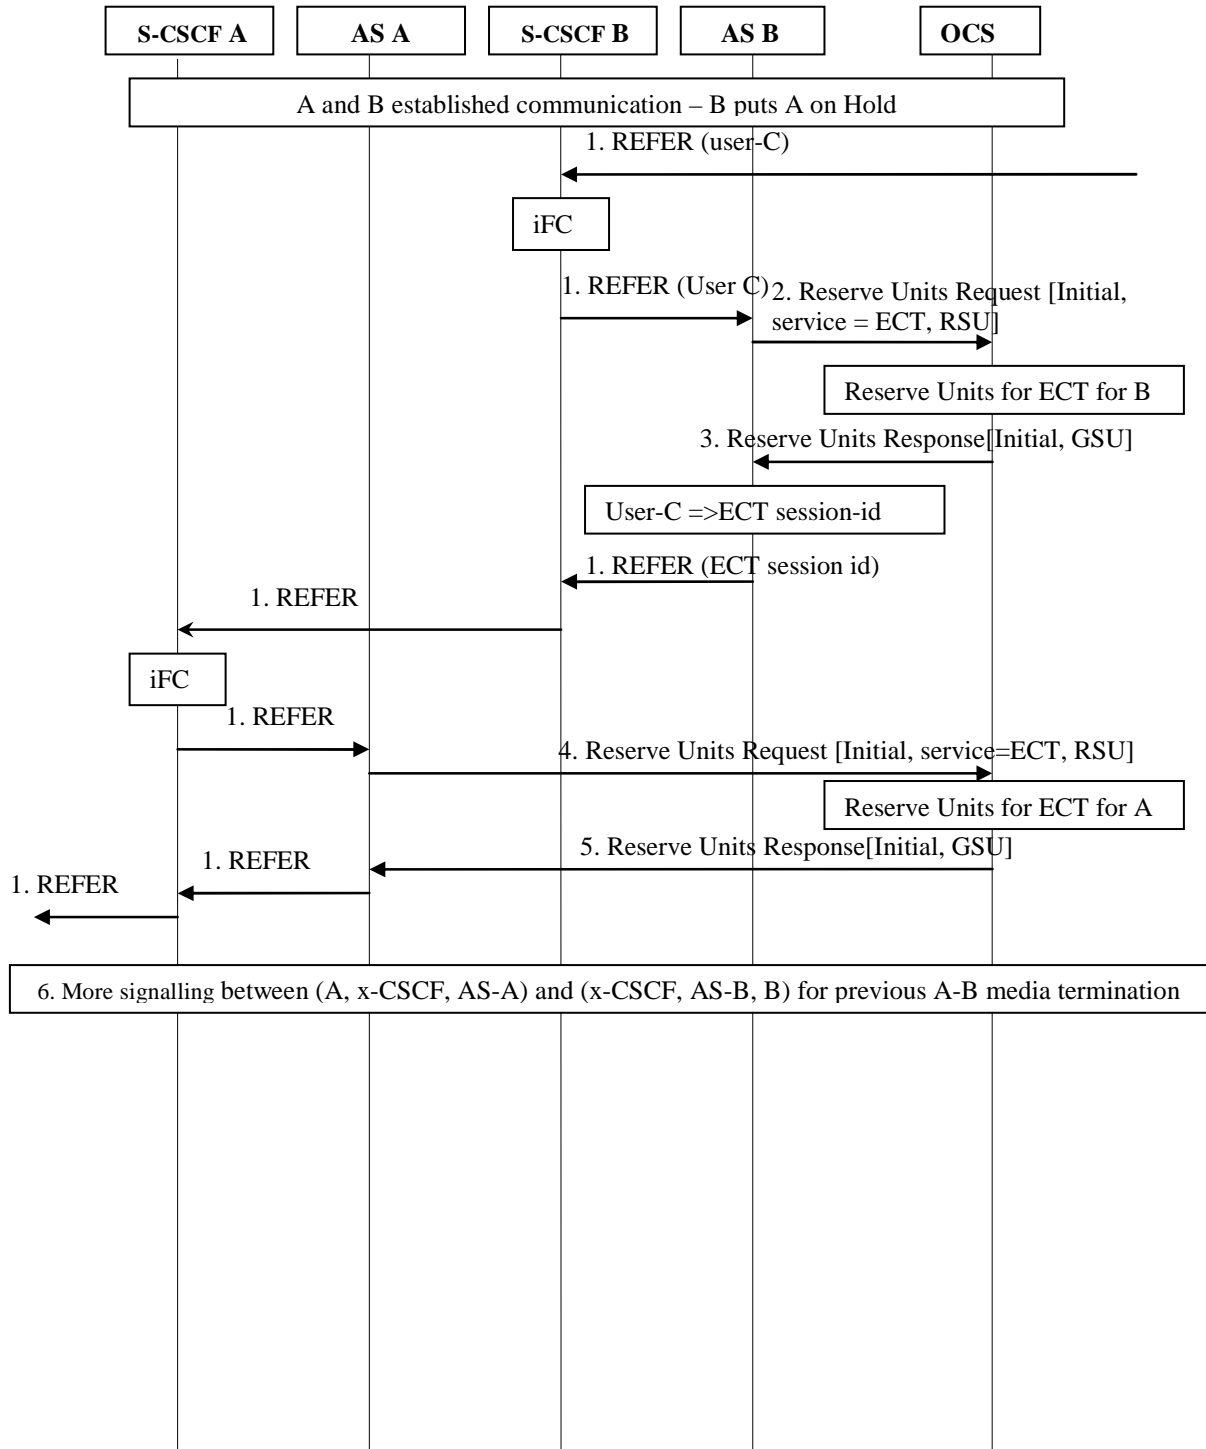 S-CSCF A
AS A
S-CSCF B
AS B
OCS
A and B established communication – B puts A on Hold
1. REFER (user-C)
iFC
1. REFER (User C)
2. Reserve Units Request [Initial,
service = ECT, RSU]
Reserve Units for ECT for B
3. Reserve Units Response[Initial, GSU]
User-C =>ECT session-id
1. REFER (ECT session id)
1. REFER
iFC
1. REFER
4. Reserve Units Request [Initial, service=ECT, RSU]
Reserve Units for ECT for A
5. Reserve Units Response[Initial, GSU]
1. REFER
1. REFER
6. More signalling between (A, x-CSCF, AS-A) and (x-CSCF, AS-B, B) for previous A-B media termination